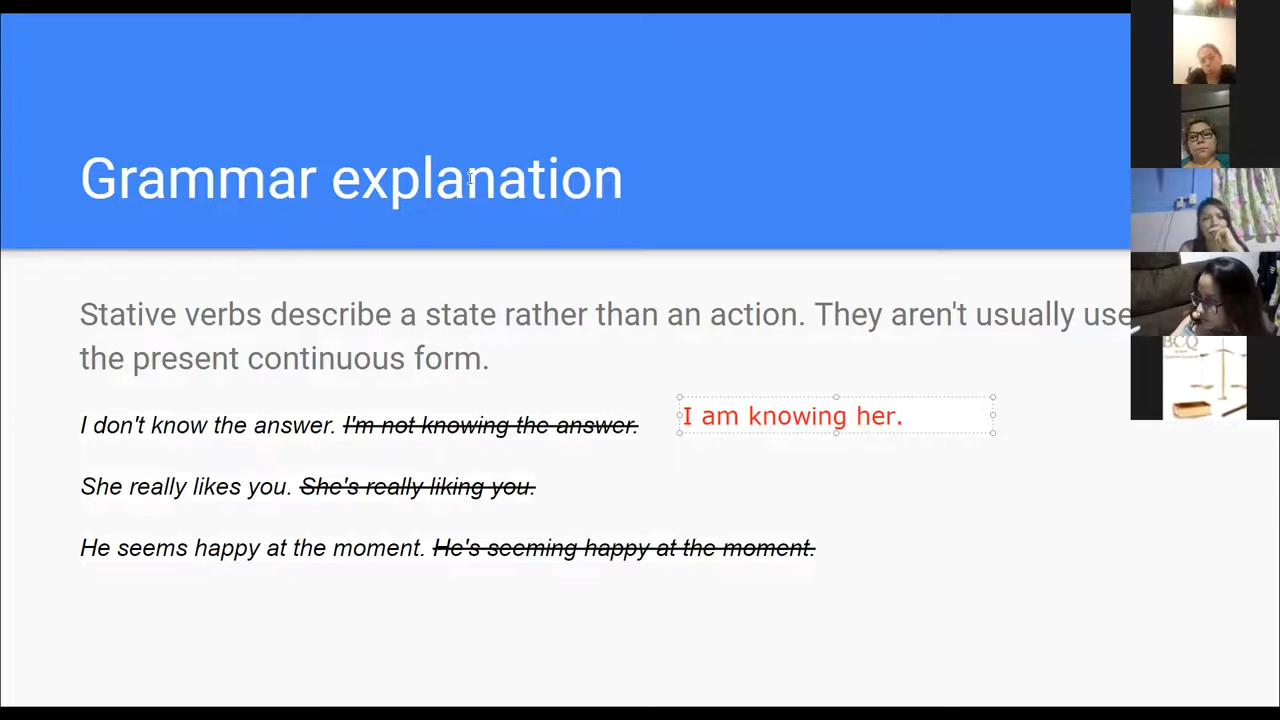 Grammar explanation
Stative verbs describe a state rather than an action. They aren't usually use
the present continuous form.
I don't know the answer. I'm not knowing the answer.
I am knowing her.
She really likes you. She's really liking you.
He seems happy at the moment. He's seeming happy at the moment.
BCQ